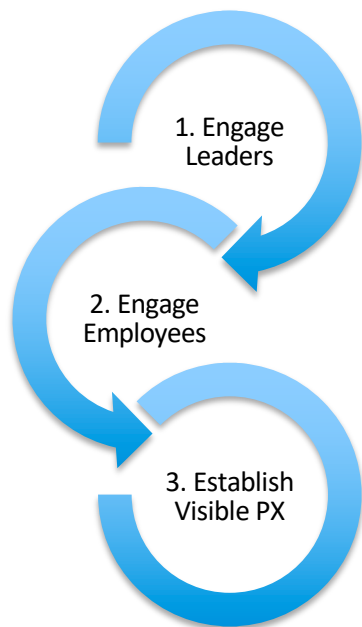 1. Engage
Leaders
2. Engage
Employees
3. Establish
Visible PX